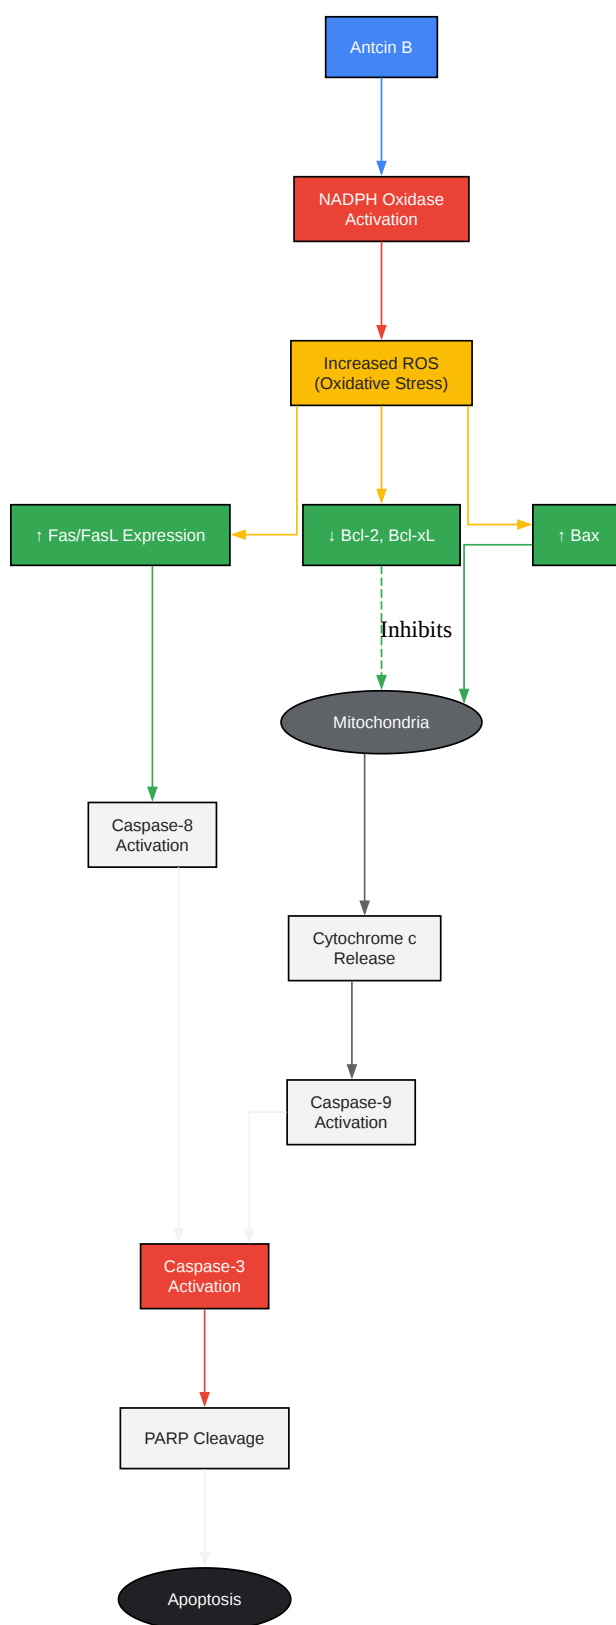 Antcin B
NADPH Oxidase
Activation
Increased ROS
(Oxidative Stress)
↑ Fas/FasL Expression
↓ Bcl-2, Bcl-xL
↑ Bax
Inhibits
Mitochondria
Caspase-8
Activation
Cytochrome c
Release
Caspase-9
Activation
Caspase-3
Activation
PARP Cleavage
Apoptosis